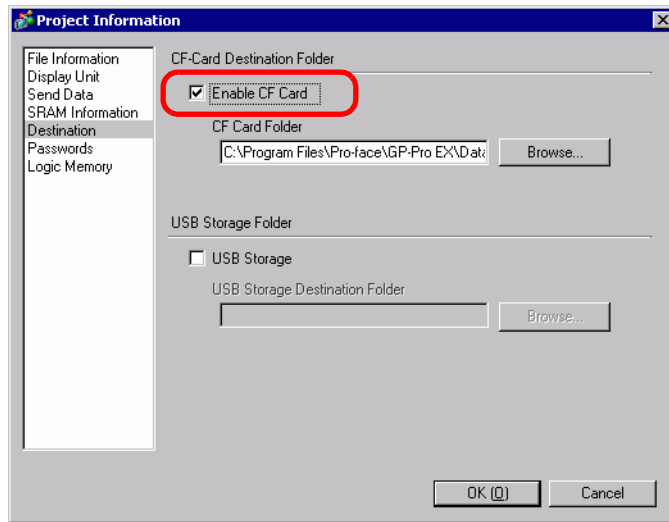 Project Information
File Information
Display Unit
Send Data
SRAM Information
Destination
Passwords
Logic Memory
CF-Card Destination Folder
Enable CF Card
CF Card Folder
C:\Program Files\Pro-face\GP-Pro EX\Data
Browse...
USB Storage Folder
USB Storage
USB Storage Destination Folder
Browse...
OK (O)
Cancel